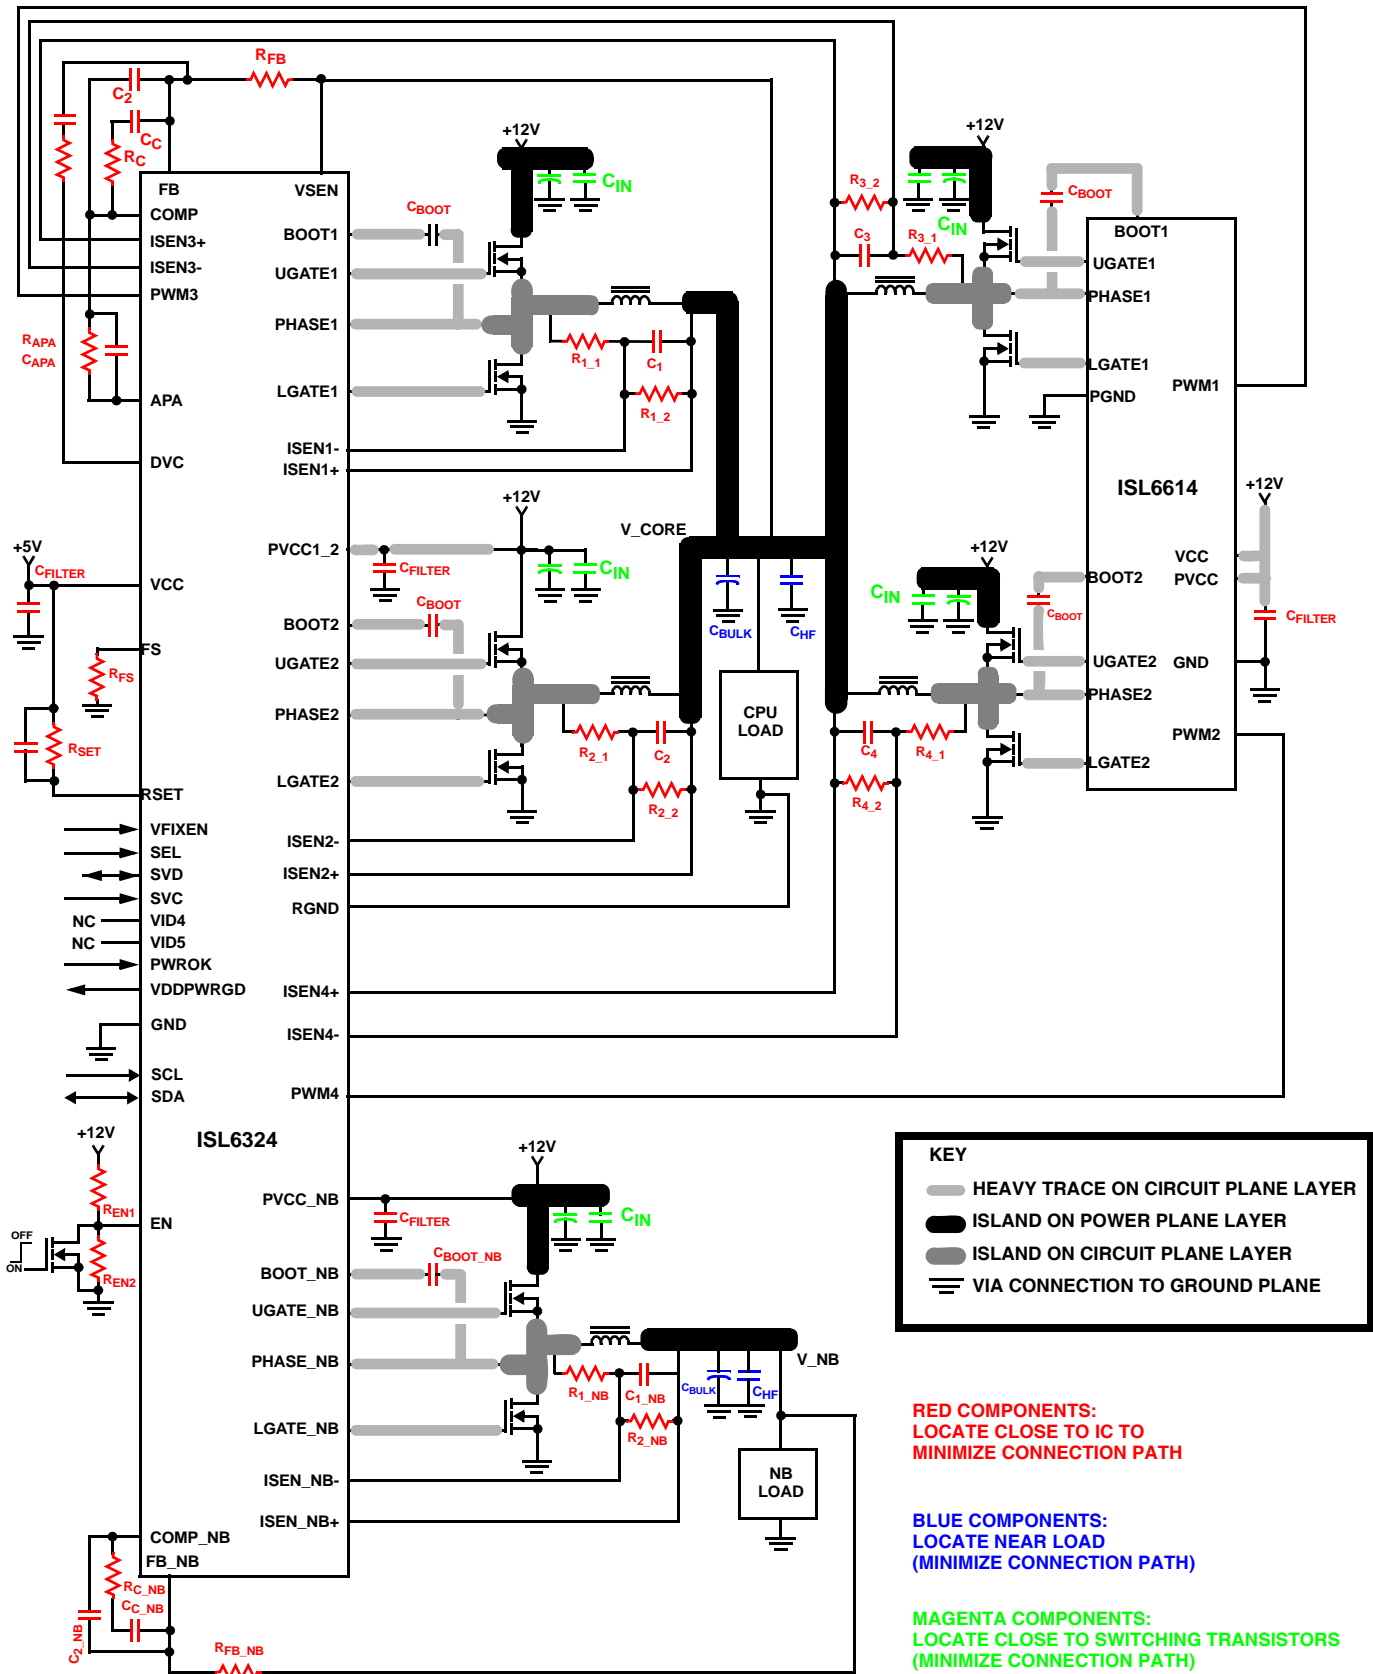 RFB
C2
CC
RC
FB
VSEN
COMP
ISEN3+
ISEN3-
PWM3
RAPA
CAPA
APA
DVC
+5V
CFILTER
VCC
FS
RFS
RSET
RSET
VFIXEN
SEL
SVD
SVC
NC
VID4
NC
VID5
PWROK
VDDPWRGD
GND
SCL
SDA
+12V
ISL6324
REN1
EN
OFF
ON
REN2
COMP_NB
FB_NB
RC_NB
CC_NB
C2_NB
RFB_NB
+12V
CIN
CBOOT
BOOT1
UGATE1
PHASE1
LGATE1
R1_1
C1
R1_2
ISEN1-
ISEN1+
+12V
V_CORE
PVCC1_2
CFILTER
CIN
CBOOT
BOOT2
UGATE2
PHASE2
LGATE2
R2_1
C2
R2_2
ISEN2-
ISEN2+
RGND
CBULK
CHF
CPU
LOAD
ISEN4+
ISEN4-
PWM4
+12V
PVCC_NB
CFILTER
CIN
CBOOT_NB
BOOT_NB
UGATE_NB
PHASE_NB
LGATE_NB
R1_NB
C1_NB
R2_NB
V_NB
CBULK
CHF
NB
LOAD
ISEN_NB-
ISEN_NB+
+12V
R3_2
C3
R3_1
CIN
CBOOT
BOOT1
UGATE1
PHASE1
LGATE1
PGND
PWM1
ISL6614
+12V
VCC
PVCC
CFILTER
GND
PWM2
+12V
CIN
CBOOT
BOOT2
UGATE2
PHASE2
LGATE2
C4
R4_1
R4_2
KEY
HEAVY TRACE ON CIRCUIT PLANE LAYER
ISLAND ON POWER PLANE LAYER
ISLAND ON CIRCUIT PLANE LAYER
VIA CONNECTION TO GROUND PLANE
RED COMPONENTS:
LOCATE CLOSE TO IC TO
MINIMIZE CONNECTION PATH
BLUE COMPONENTS:
LOCATE NEAR LOAD
(MINIMIZE CONNECTION PATH)
MAGENTA COMPONENTS:
LOCATE CLOSE TO SWITCHING TRANSISTORS
(MINIMIZE CONNECTION PATH)